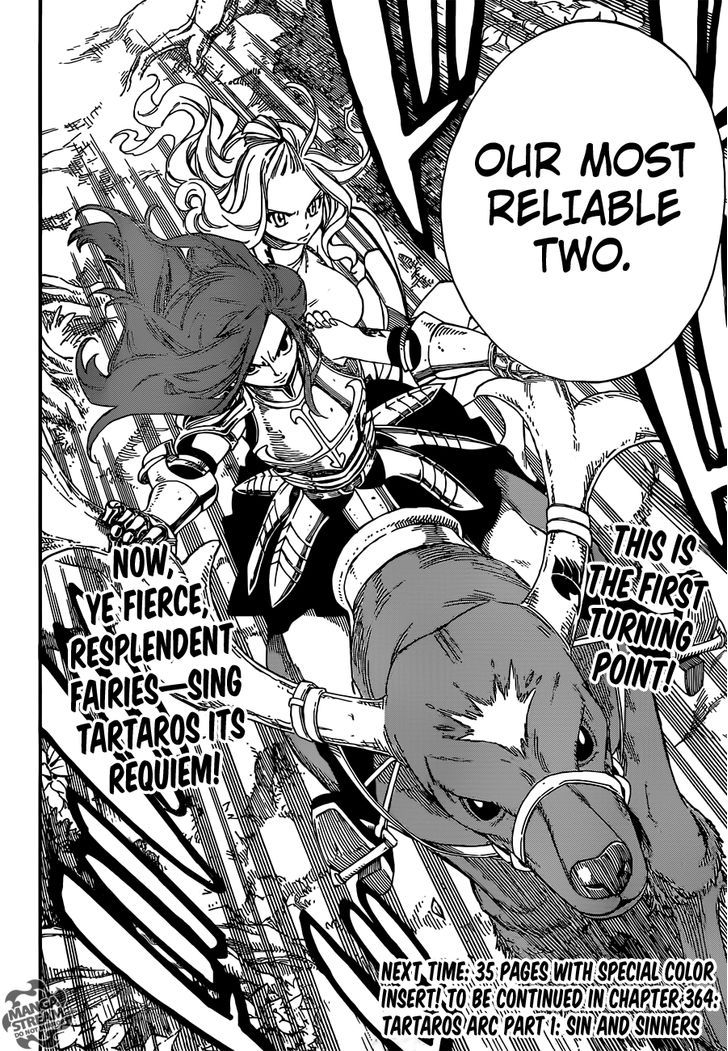 OUR MOST
RELIABLE
TWO.
THIS IS
THE FIRST
TURNING
POINT!
NOW,
YE FIERCE,
RESPLENDENT
FAIRIES—SING
TARTAROS ITS
REQUIEM!
NEXT TIME: 35 PAGES WITH SPECIAL COLOR
INSERT! TO BE CONTINUED IN CHAPTER 364:
TARTAROS ARC PART 1: SIN AND SINNERS
MANGA
STREAM